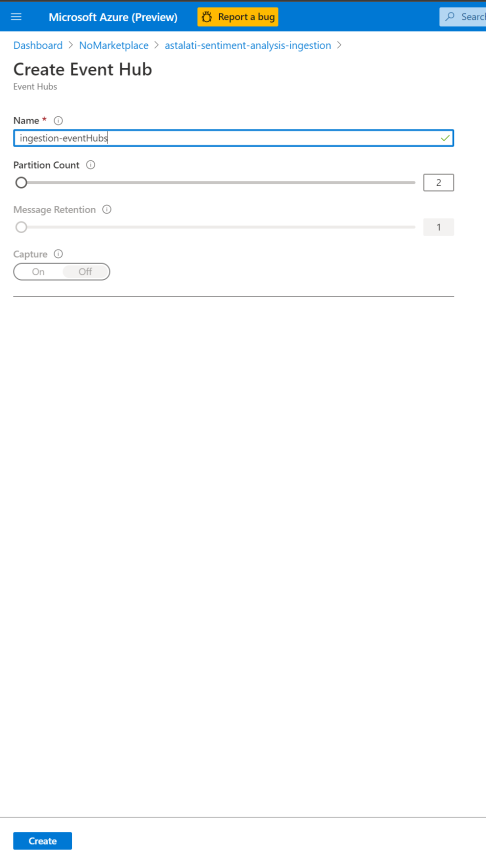 Microsoft Azure (Preview) Report a bug Search
Dashboard > NoMarketplace > astalati-sentiment-analysis-ingestion >
Create Event Hub
Event Hubs
Name *
ingestion-eventHubs
Partition Count
2
Message Retention
1
Capture
On Off
Create